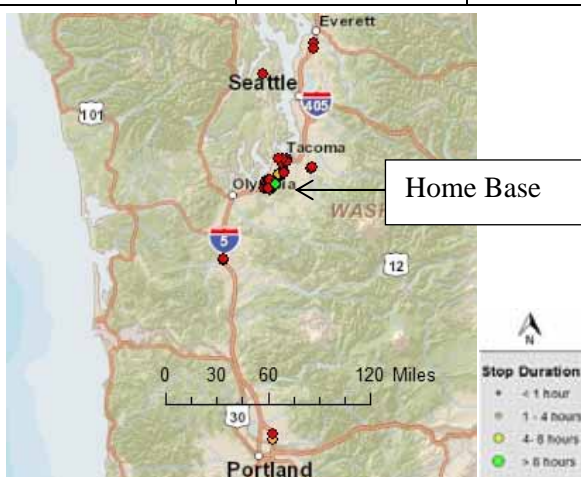 Everett
Seattle
405
101
Tacoma
Olympia
Home Base
WASH
5
12
0 30 60 120 Miles
N
Stop Duration
< 1 hour
1 - 4 hours
4- 8 hours
> 8 hours
30
Portland